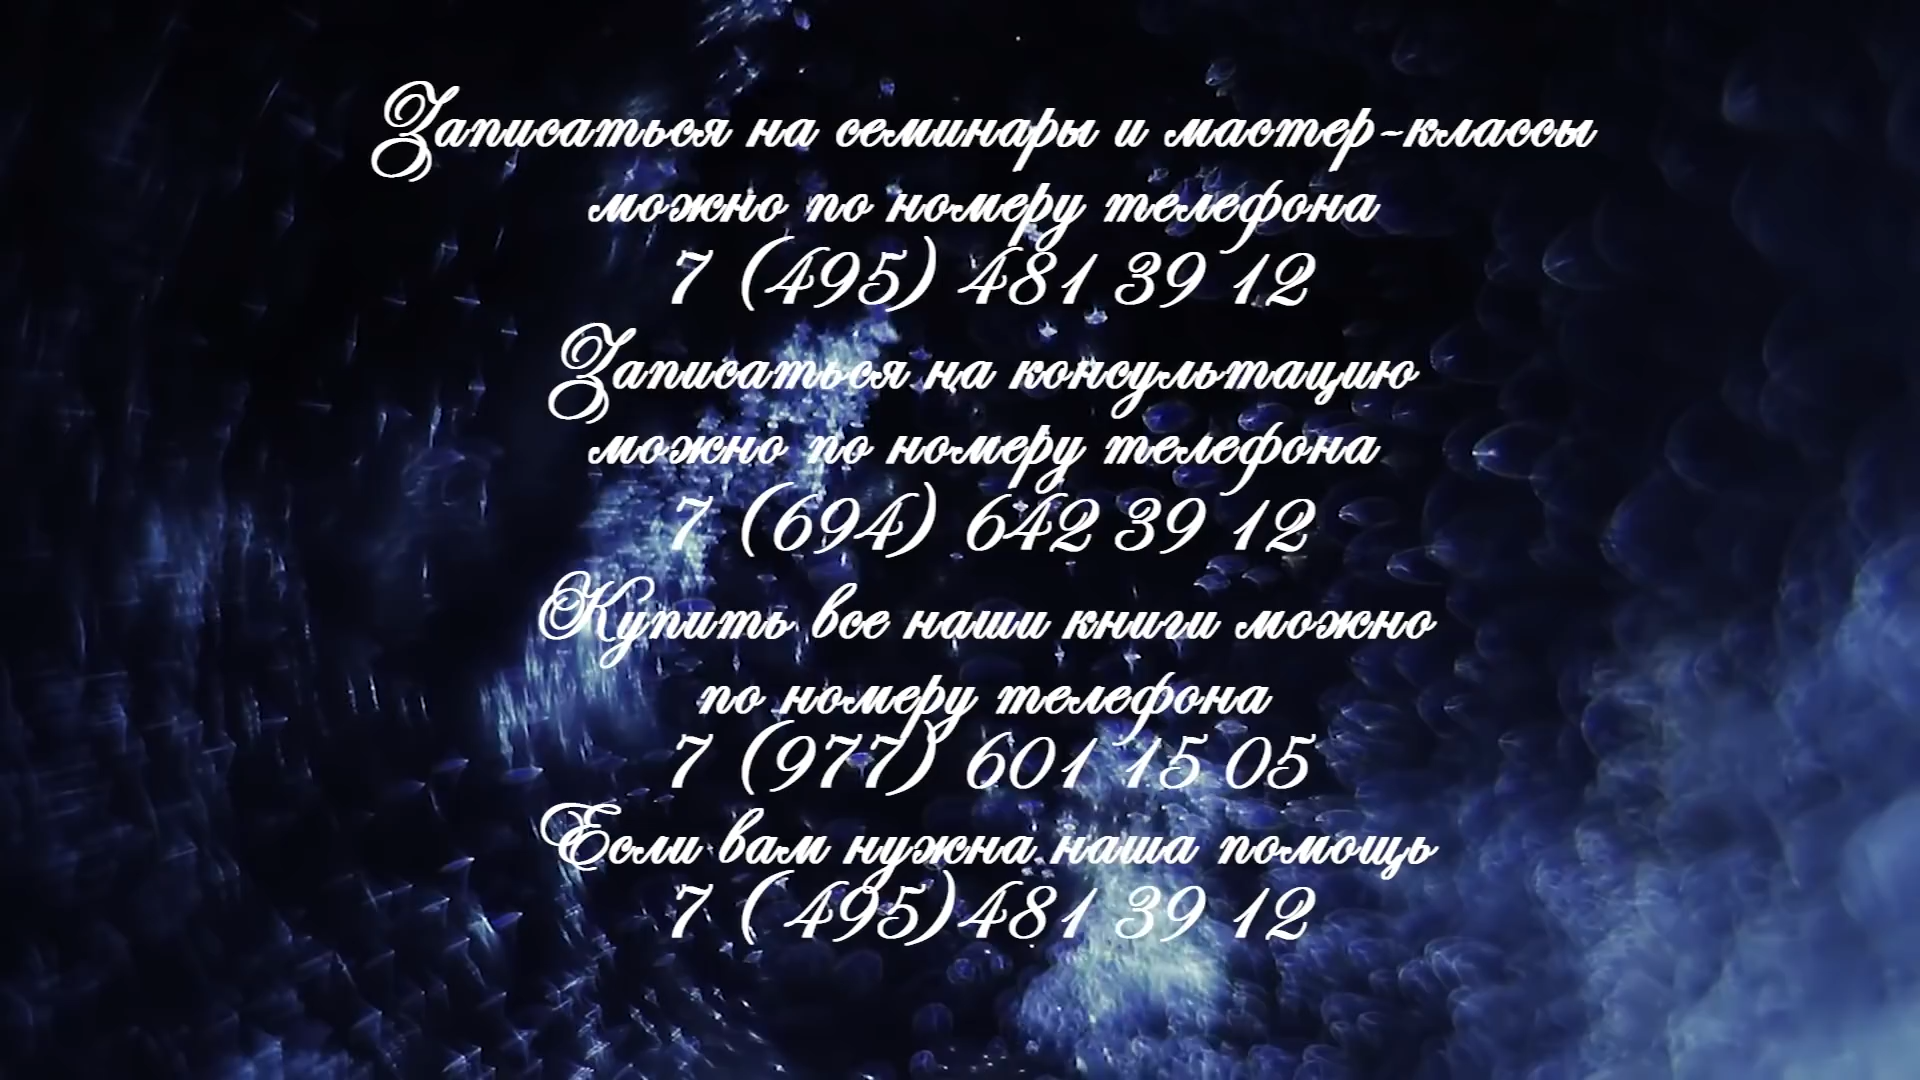 Записаться на семинары и мастер-классы
можно по номеру телефона
7 (495) 481 39 12
Записаться на консультацию
можно по номеру телефона
7 (694) 642 39 12
Купить все наши книги можно
по номеру телефона
7 (977) 601 15 05
Если вам нужна наша помощь
7 ( 495)481 39 12